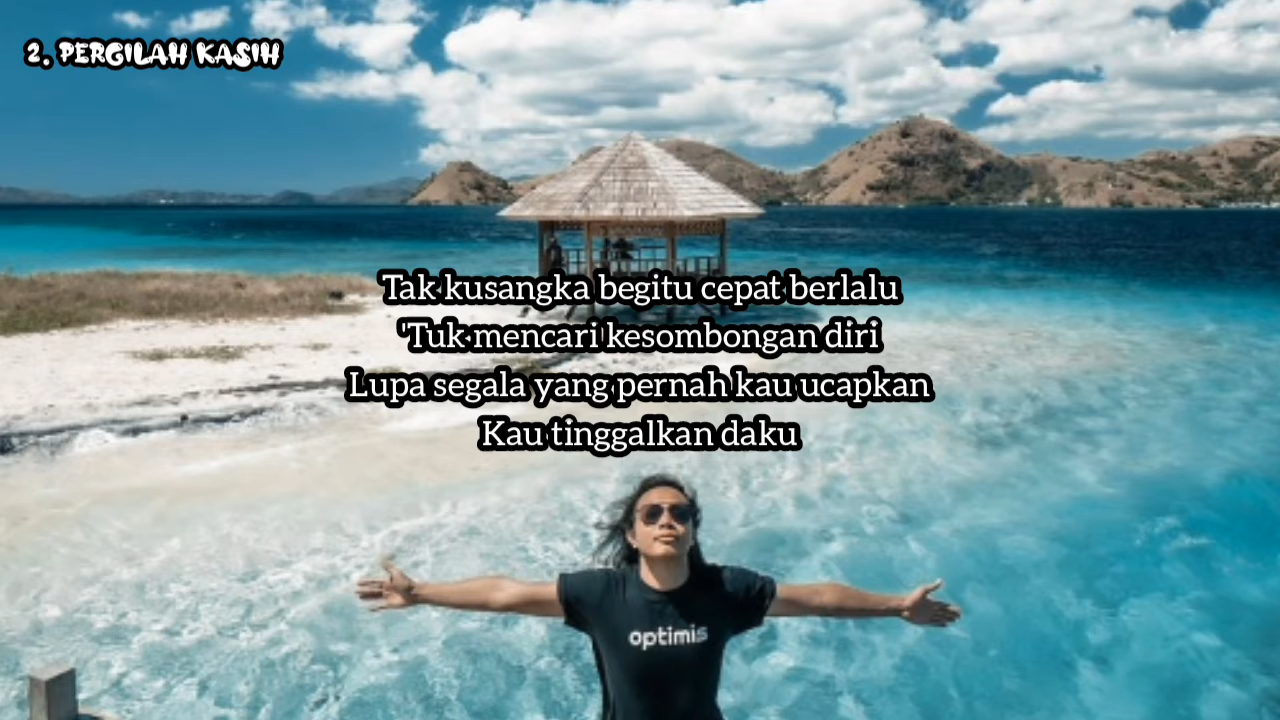 2. PERGILAH KASIH
Tak kusangka begitu cepat berlalu
'Tuk mencari kesombongan diri
Lupa segala yang pernah kau ucapkan
Kau tinggalkan daku
optimis